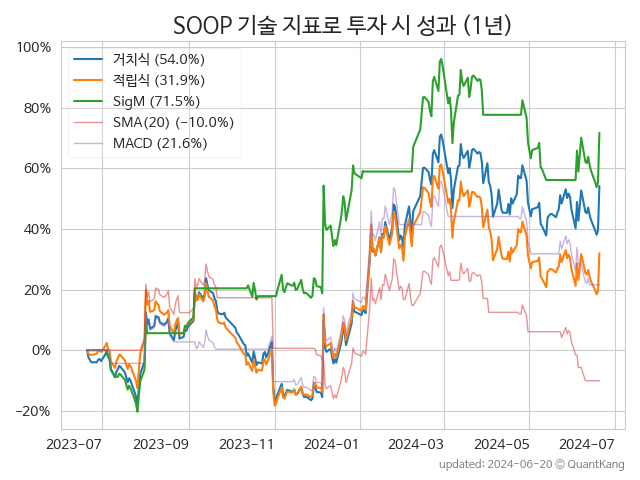 SOOP 기술 지표로 투자 시 성과 (1년)
거치식 (54.0%)
적립식 (31.9%)
SigM (71.5%)
SMA(20) (−10.0%)
MACD (21.6%)
100%
80%
60%
40%
20%
0%
−20%
2023-07 2023-09 2023-11 2024-01 2024-03 2024-05 2024-07
updated: 2024-06-20 © QuantKang